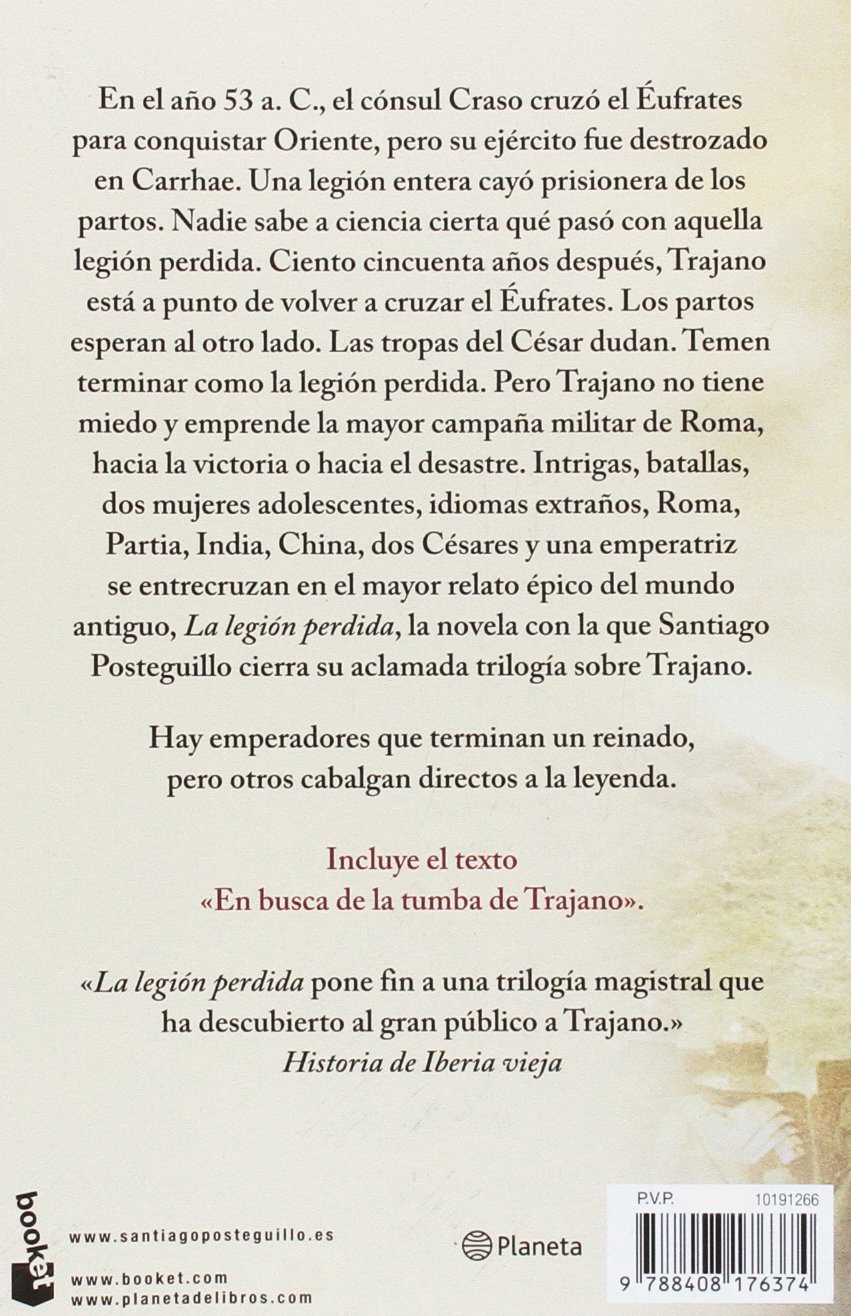 En el año 53 a. C., el cónsul Craso cruzó el Éufrates
para conquistar Oriente, pero su ejército fue destrozado
en Carrhae. Una legión entera cayó prisionera de los
partos. Nadie sabe a ciencia cierta qué pasó con aquella
legión perdida. Ciento cincuenta años después, Trajano
está a punto de volver a cruzar el Éufrates. Los partos
esperan al otro lado. Las tropas del César dudan. Temen
terminar como la legión perdida. Pero Trajano no tiene
miedo y emprende la mayor campaña militar de Roma,
hacia la victoria o hacia el desastre. Intrigas, batallas,
dos mujeres adolescentes, idiomas extraños, Roma,
Partia, India, China, dos Césares y una emperatriz
se entrecruzan en el mayor relato épico del mundo
antiguo, La legión perdida, la novela con la que Santiago
Posteguillo cierra su aclamada trilogía sobre Trajano.
Hay emperadores que terminan un reinado,
pero otros cabalgan directos a la leyenda.
Incluye el texto
«En busca de la tumba de Trajano».
«La legión perdida pone fin a una trilogía magistral que
ha descubierto al gran público a Trajano.»
Historia de Iberia vieja
booket
www.santiagoposteguillo.es
www.booket.com
www.planetadelibros.com
Planeta
P.V.P. 10191266
9 788408 176374